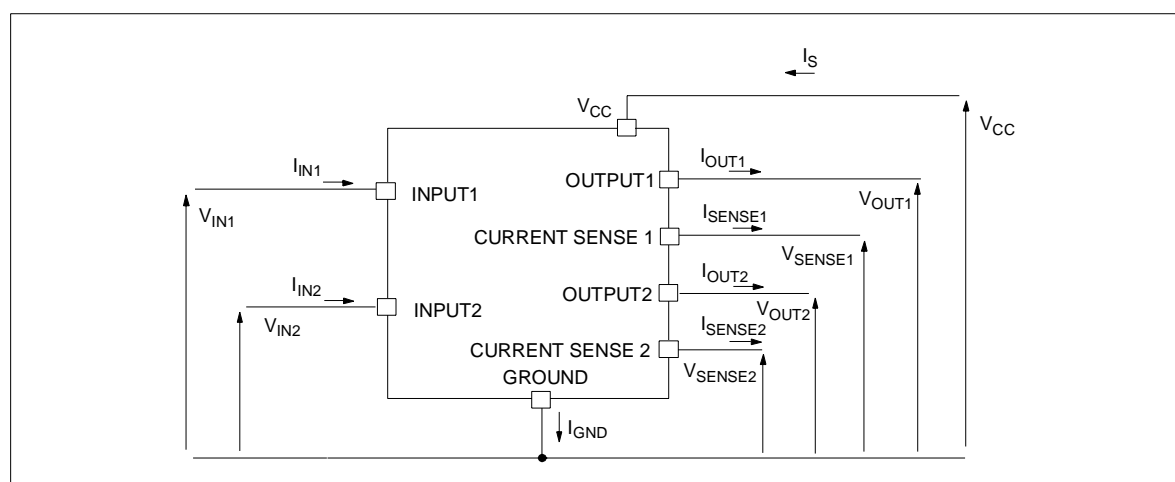 I_S
V_CC
V_CC
I_IN1
I_OUT1
INPUT1
OUTPUT1
V_IN1
V_OUT1
I_SENSE1
CURRENT SENSE 1
V_SENSE1
I_IN2
I_OUT2
INPUT2
OUTPUT2
V_IN2
V_OUT2
I_SENSE2
CURRENT SENSE 2
V_SENSE2
GROUND
I_GND